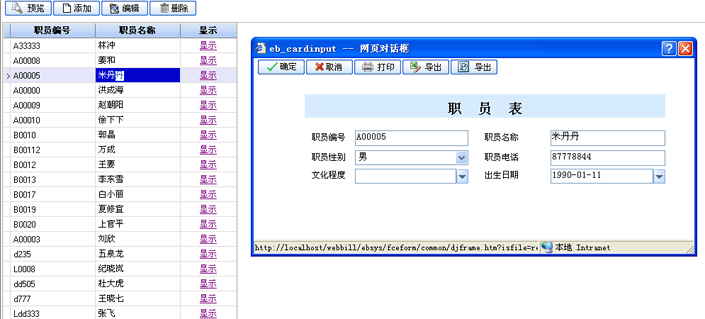 预览 添加 编辑 删除
职员编号 职员名称 显示
A33333 林冲 显示
A00008 姜和 显示
A00005 米丹丹 显示
A00000 洪成海 显示
A00009 赵朝阳 显示
A00010 徐下下 显示
B0010 郭晶 显示
B00112 万成 显示
B0012 王要 显示
B0013 李东雪 显示
B0017 白小丽 显示
B0019 夏修宜 显示
B0020 上官平 显示
A00003 刘欣 显示
d235 五泉龙 显示
L0008 纪晓岚 显示
dd505 杜大虎 显示
d777 王晓七 显示
Ldd333 张飞 显示
eb_cardinput -- 网页对话框
确定 取消 打印 导出 导出
职 员 表
职员编号 A00005 职员名称 米丹丹
职员性别 男 职员电话 87778844
文化程度 出生日期 1990-01-11
http://localhost/webbill/ebsys/fceform/common/djframe.htm?isfile=re 本地 Intranet